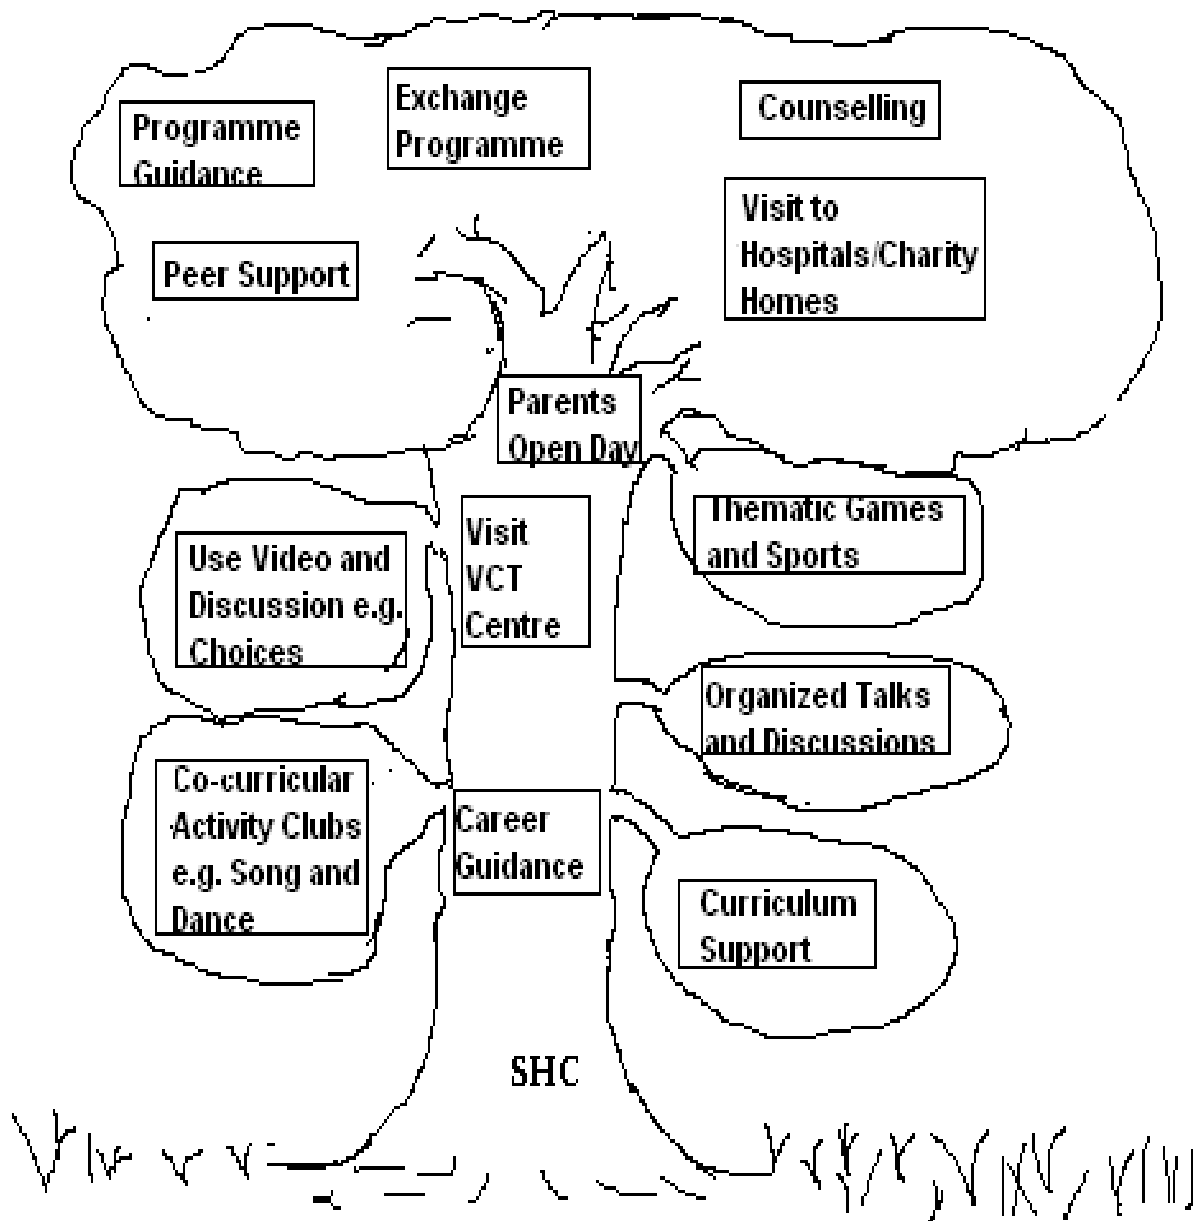 Programme
Guidance
Exchange
Programme
Counselling
Peer Support
Visit to
Hospitals/Charity
Homes
Parents
Open Day
Use Video and
Discussion e.g.
Choices
Visit
VCT
Centre
Thematic Games
and Sports
Organized Talks
and Discussions
Co-curricular
Activity Clubs
e.g. Song and
Dance
Career
Guidance
Curriculum
Support
SHC